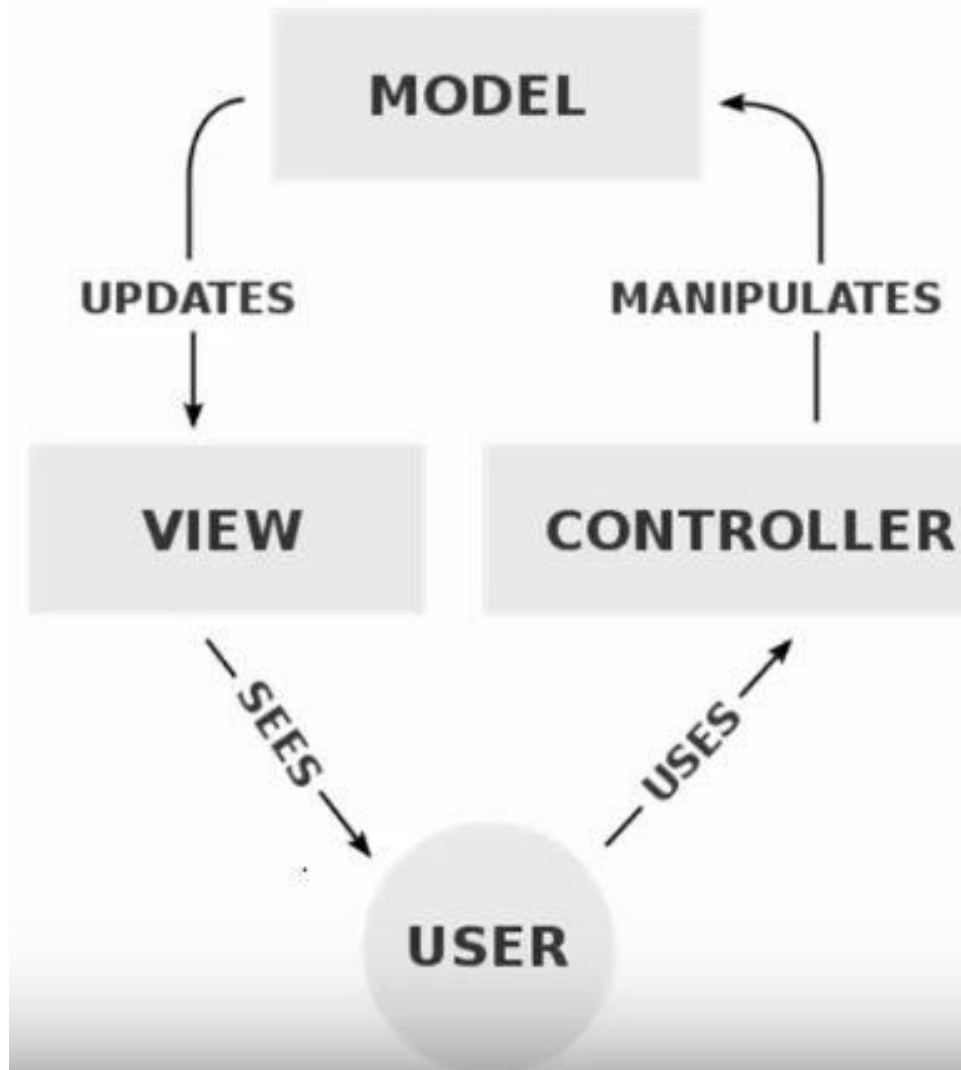 MODEL
UPDATES
MANIPULATES
VIEW
CONTROLLER
SEES
USES
USER